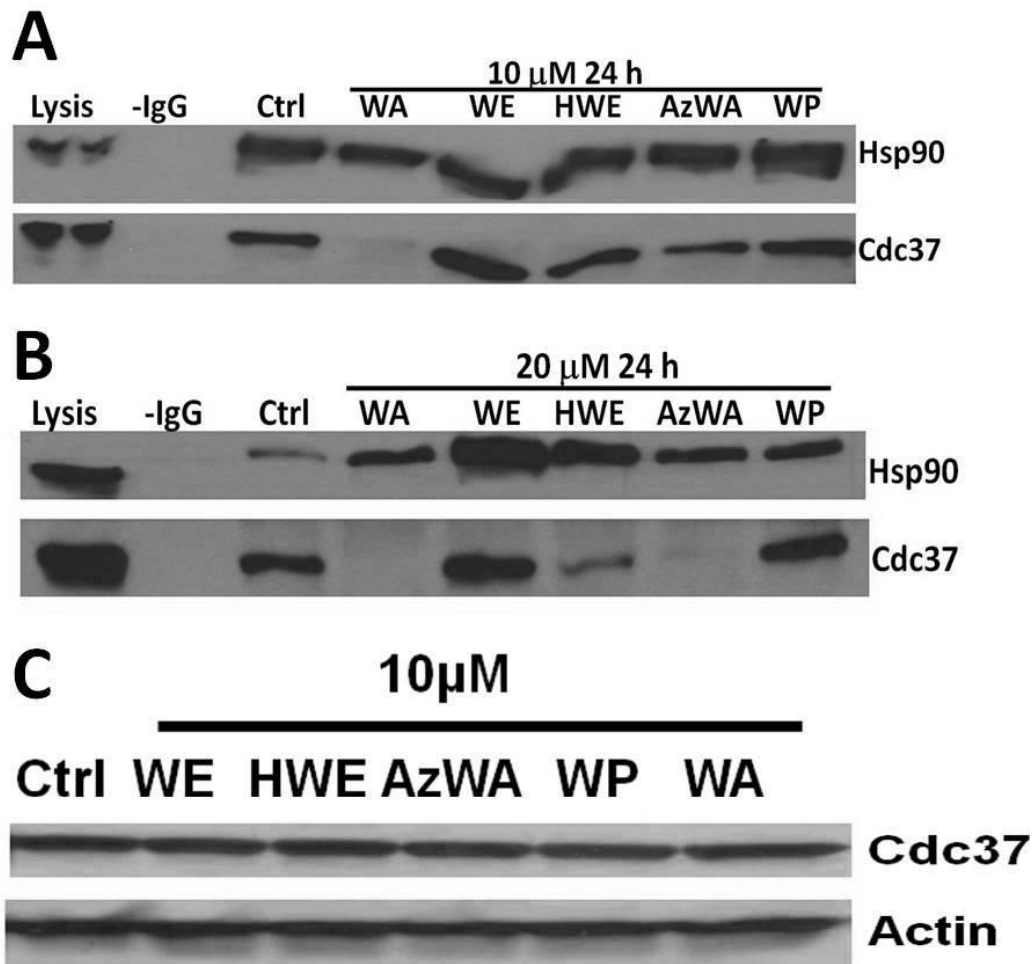 A
10 μM 24 h
Lysis -IgG Ctrl WA WE HWE AzWA WP
Hsp90
Cdc37
B
20 μM 24 h
Lysis -IgG Ctrl WA WE HWE AzWA WP
Hsp90
Cdc37
C
10μM
Ctrl WE HWE AzWA WP WA
Cdc37
Actin